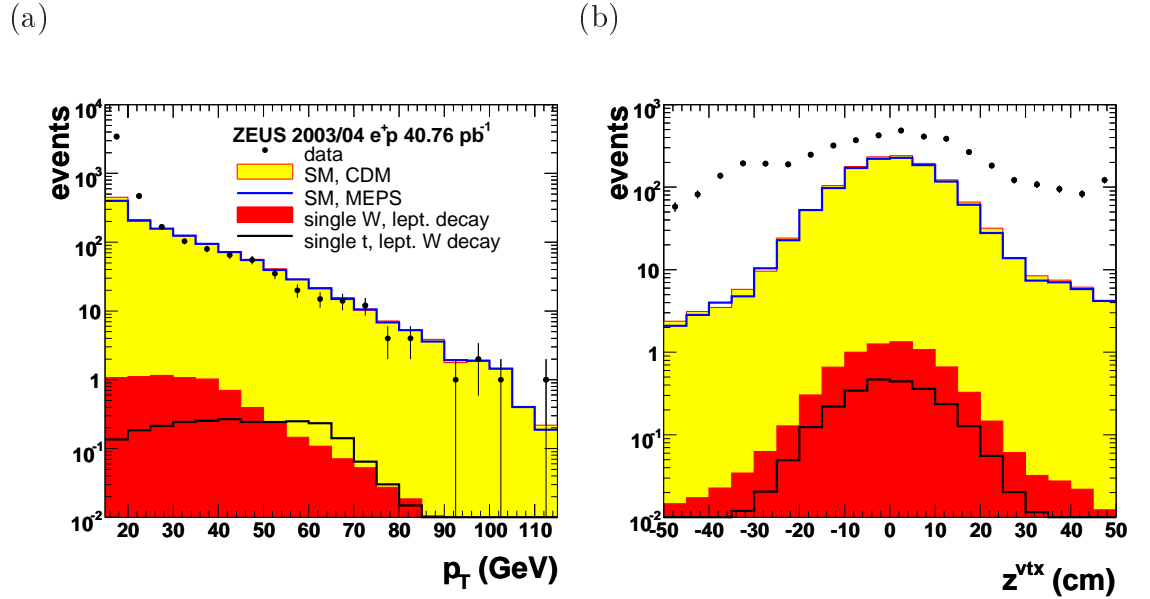 (a)
(b)
events
10^4
10^3
10^2
10
1
10^-1
10^-2
ZEUS 2003/04 e^+p 40.76 pb^-1
data
SM, CDM
SM, MEPS
single W, lept. decay
single t, lept. W decay
20 30 40 50 60 70 80 90 100 110
p_T (GeV)
events
10^3
10^2
10
1
10^-1
10^-2
-50 -40 -30 -20 -10 0 10 20 30 40 50
z^vtx (cm)